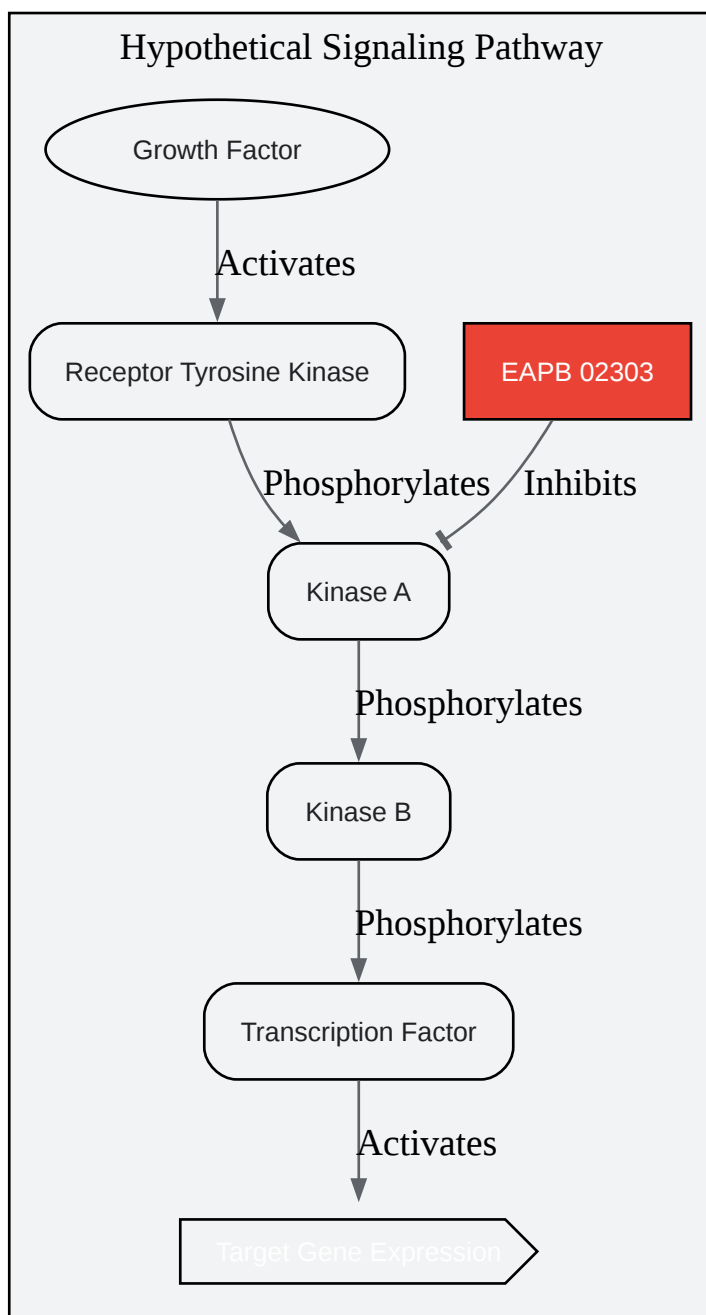 Hypothetical Signaling Pathway
Growth Factor
Activates
Receptor Tyrosine Kinase
EAPB 02303
Phosphorylates
Inhibits
Kinase A
Phosphorylates
Kinase B
Phosphorylates
Transcription Factor
Activates
Target Gene Expression